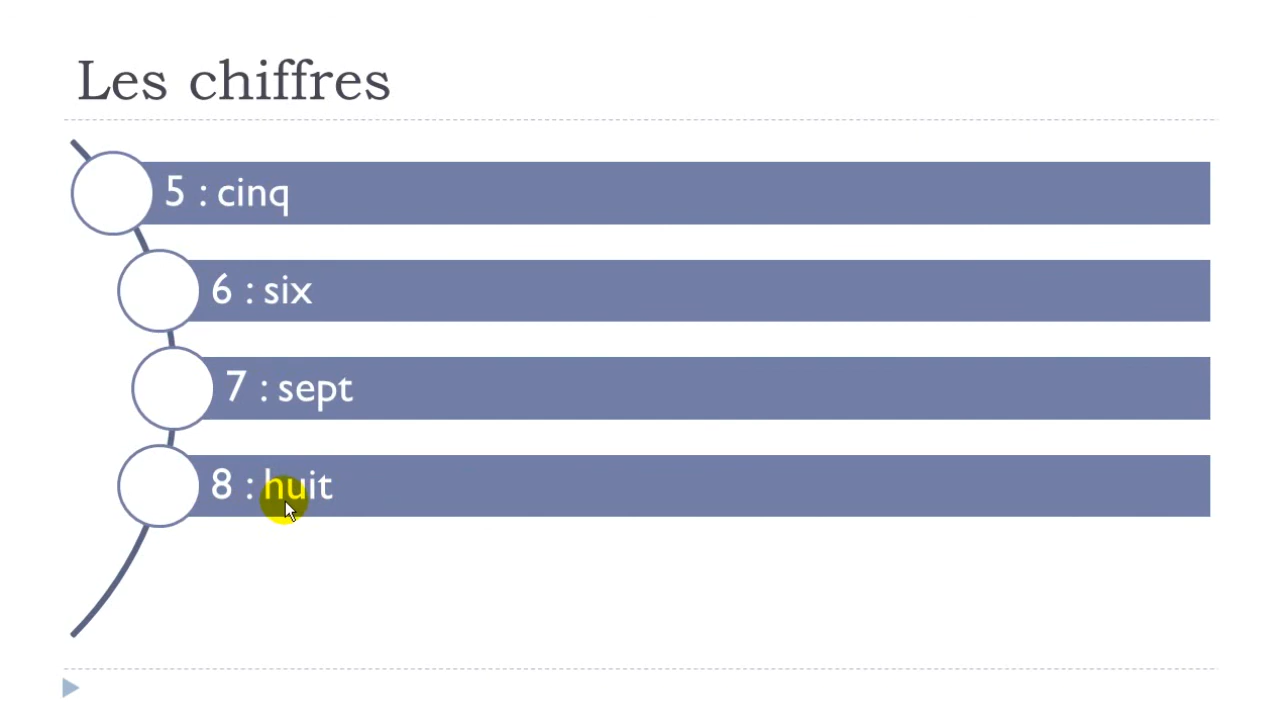 Les chiffres
5 : cinq
6 : six
7 : sept
8 : huit